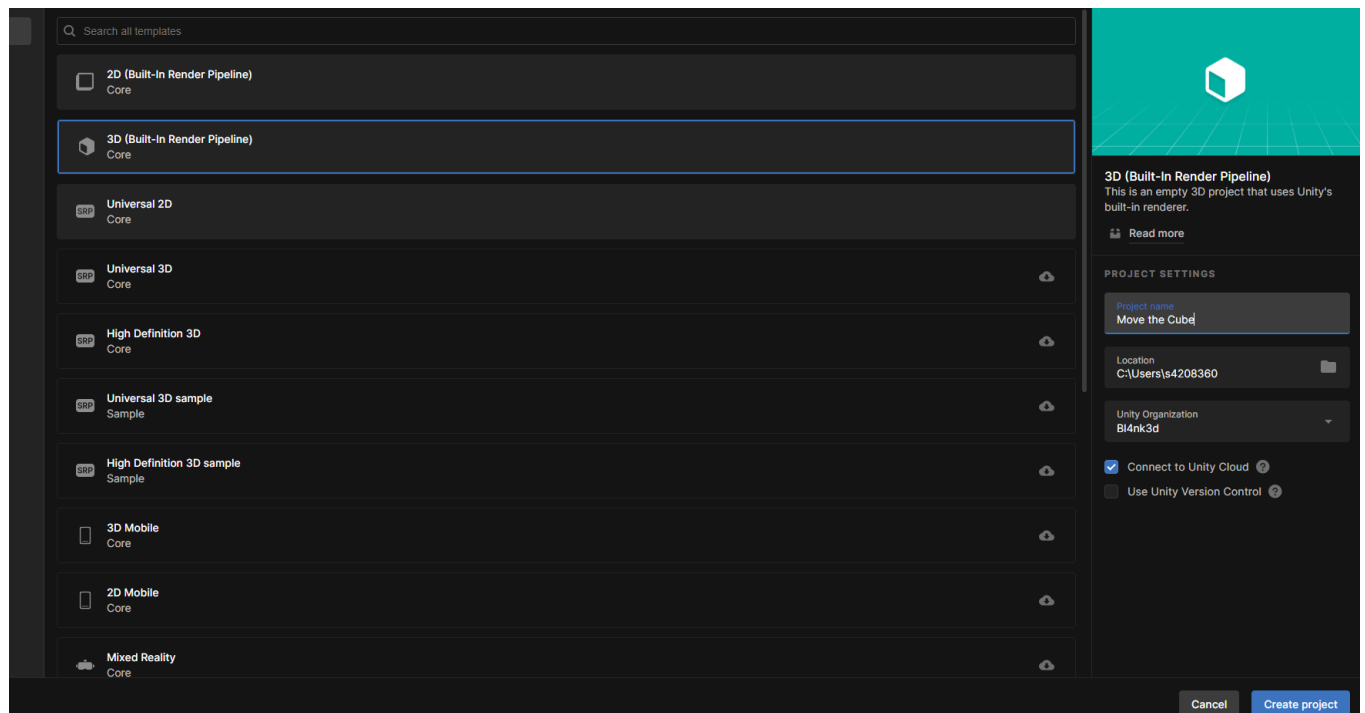 Search all templates
2D (Built-In Render Pipeline)
Core
3D (Built-In Render Pipeline)
Core
SRP
Universal 2D
Core
SRP
Universal 3D
Core
SRP
High Definition 3D
Core
SRP
Universal 3D sample
Sample
SRP
High Definition 3D sample
Sample
3D Mobile
Core
2D Mobile
Core
Mixed Reality
Core
3D (Built-In Render Pipeline)
This is an empty 3D project that uses Unity's
built-in renderer.
Read more
PROJECT SETTINGS
Project name
Move the Cube
Location
C:\Users\s4208360
Unity Organization
Bl4nk3d
Connect to Unity Cloud ?
Use Unity Version Control ?
Cancel
Create project